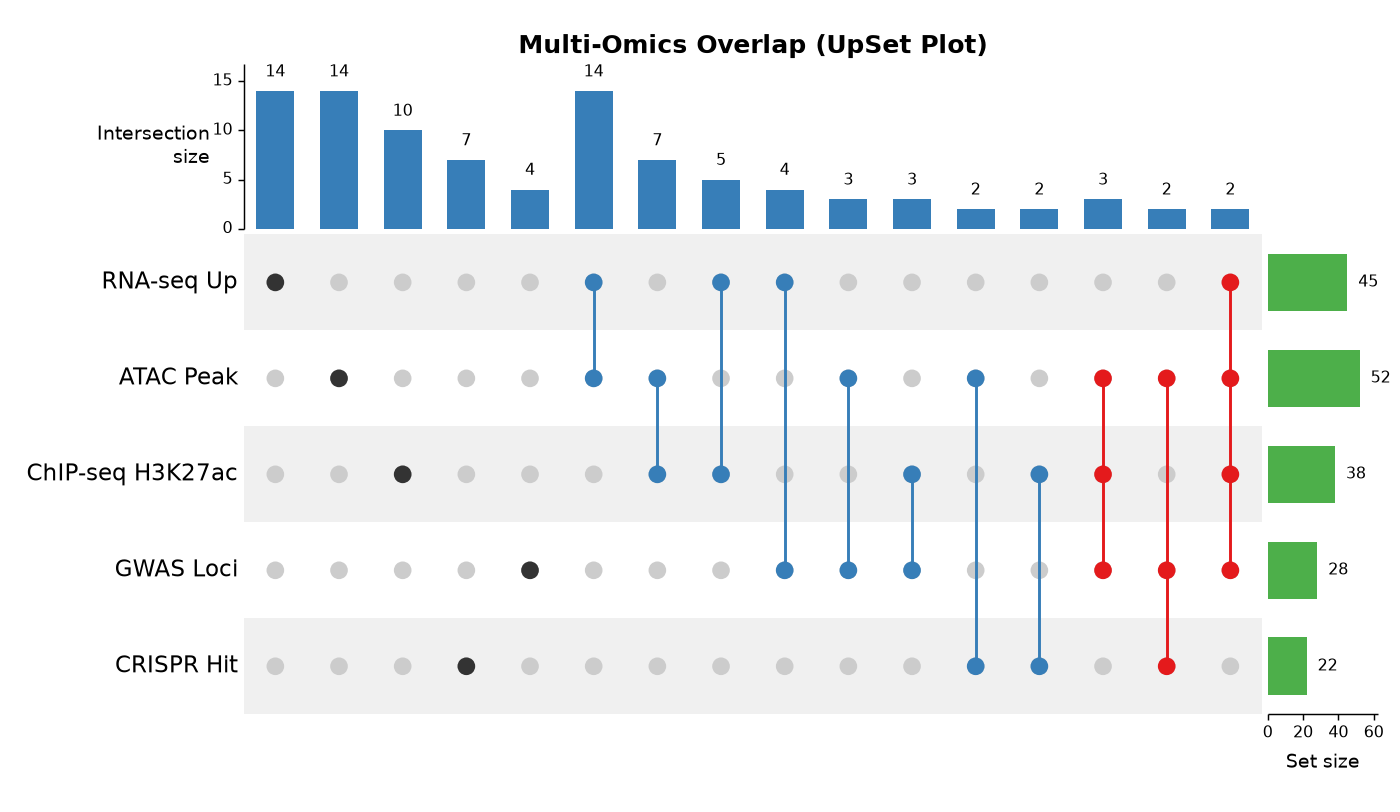 Multi-Omics Overlap (UpSet Plot)
14 14 10 7 4 14 7 5 4 3 3 2 2 3 2 2
15
10
5
0
Intersection
size
RNA-seq Up 45
ATAC Peak 52
ChIP-seq H3K27ac 38
GWAS Loci 28
CRISPR Hit 22
0 20 40 60
Set size